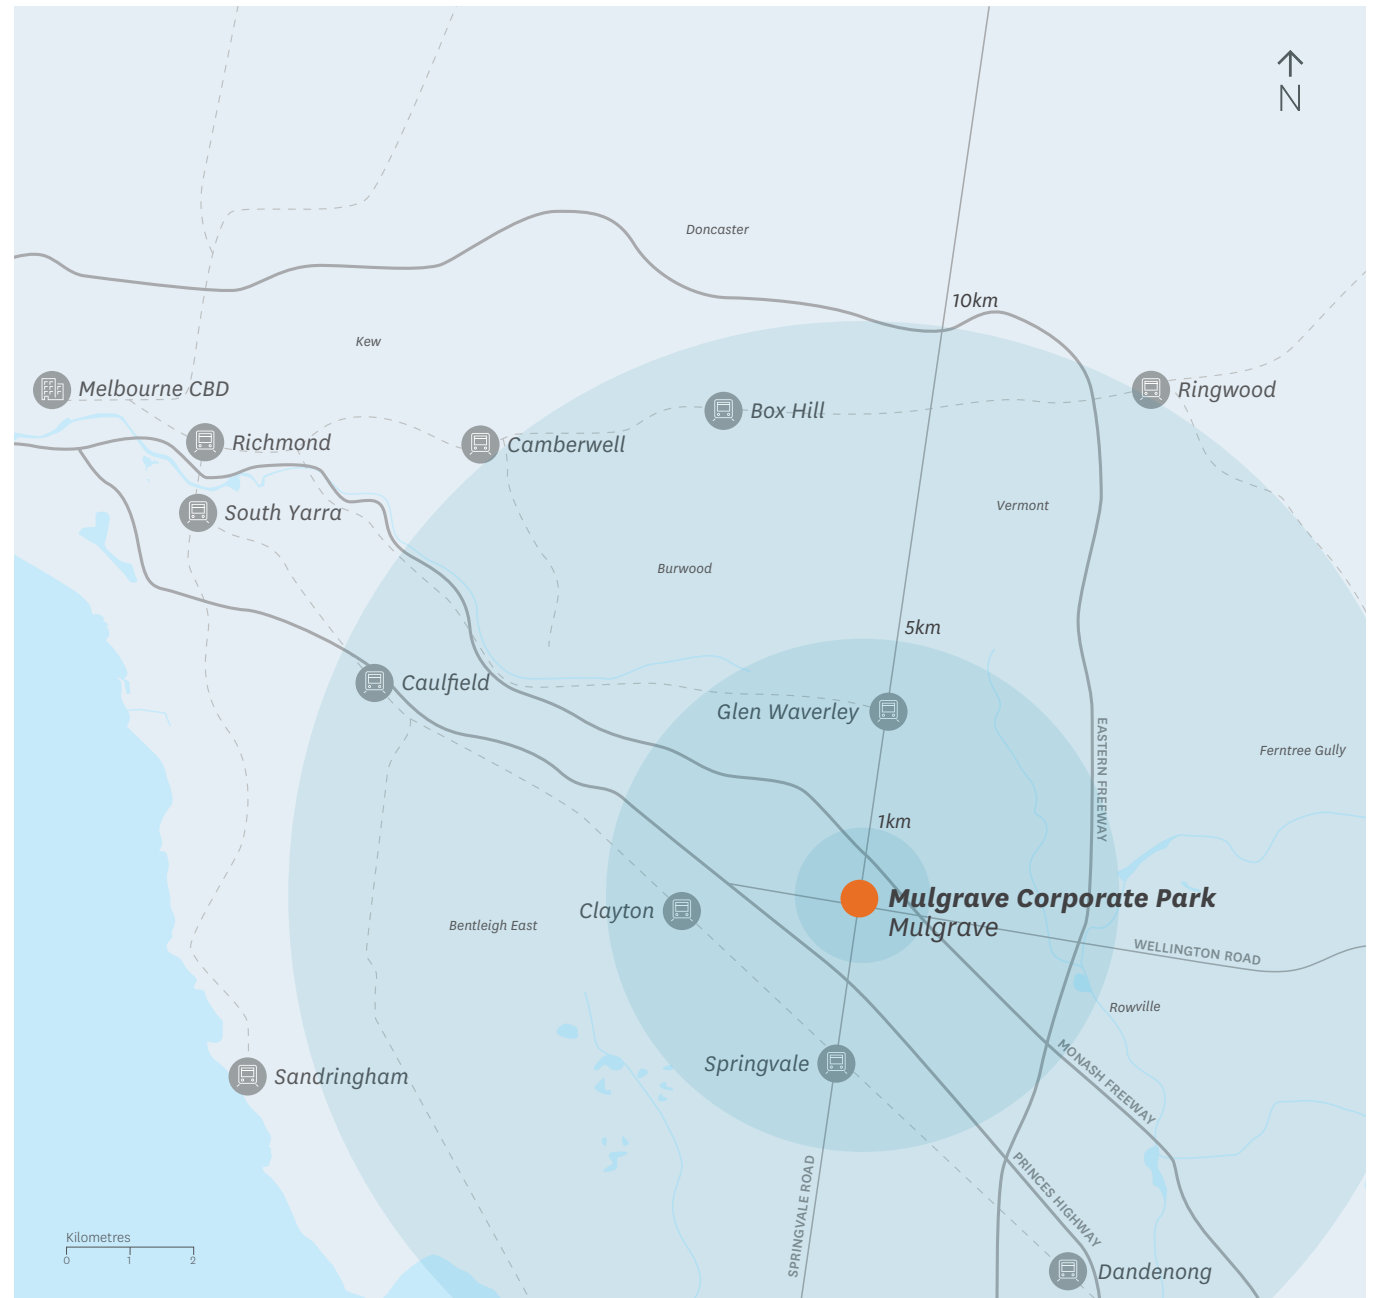 N
Doncaster
10km
Kew
Melbourne CBD
Ringwood
Box Hill
Richmond
Camberwell
Vermont
South Yarra
Burwood
5km
Caulfield
Glen Waverley
EASTERN FREEWAY
Ferntree Gully
1km
Mulgrave Corporate Park
Mulgrave
Clayton
Bentleigh East
WELLINGTON ROAD
Rowville
Springvale
MONASH FREEWAY
Sandringham
PRINCES HIGHWAY
SPRINGVALE ROAD
Kilometres
0 1 2
Dandenong